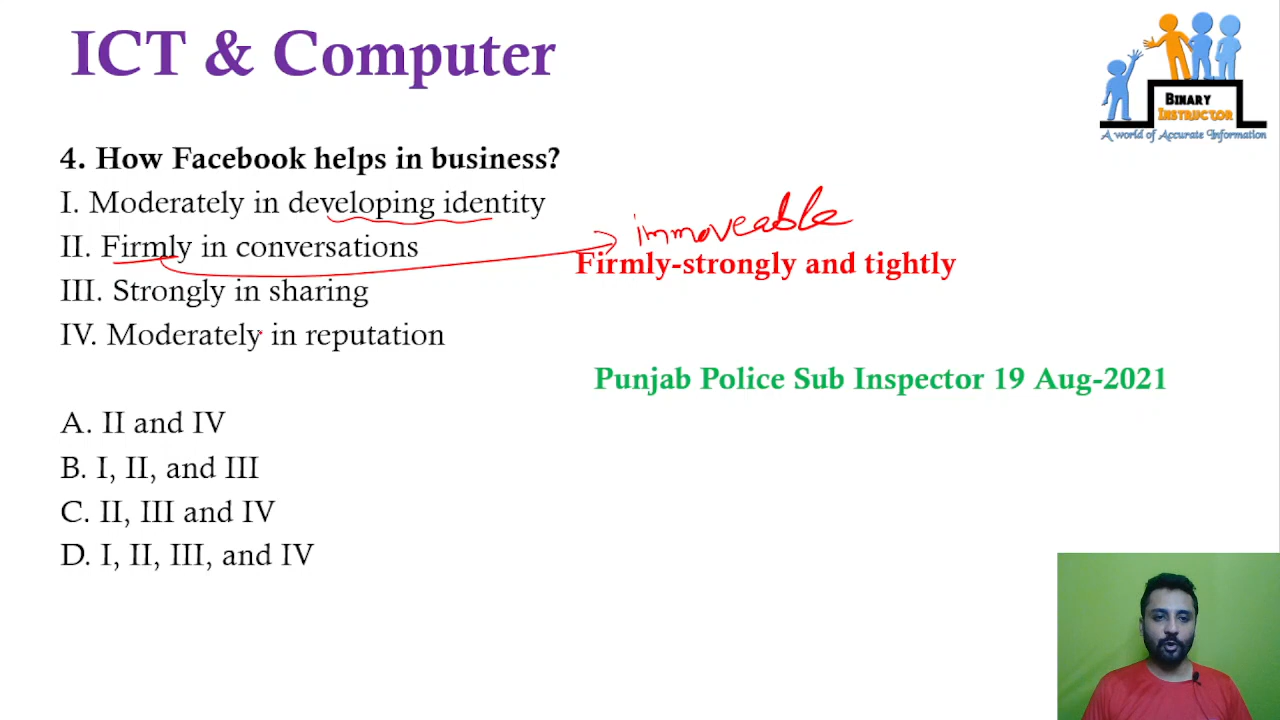 ICT & Computer
BINARY
INSTRUCTOR
A world of Accurate Information
4. How Facebook helps in business?
I. Moderately in developing identity
immoveable
II. Firmly in conversations
Firmly-strongly and tightly
III. Strongly in sharing
IV. Moderately in reputation
Punjab Police Sub Inspector 19 Aug-2021
A. II and IV
B. I, II, and III
C. II, III and IV
D. I, II, III, and IV